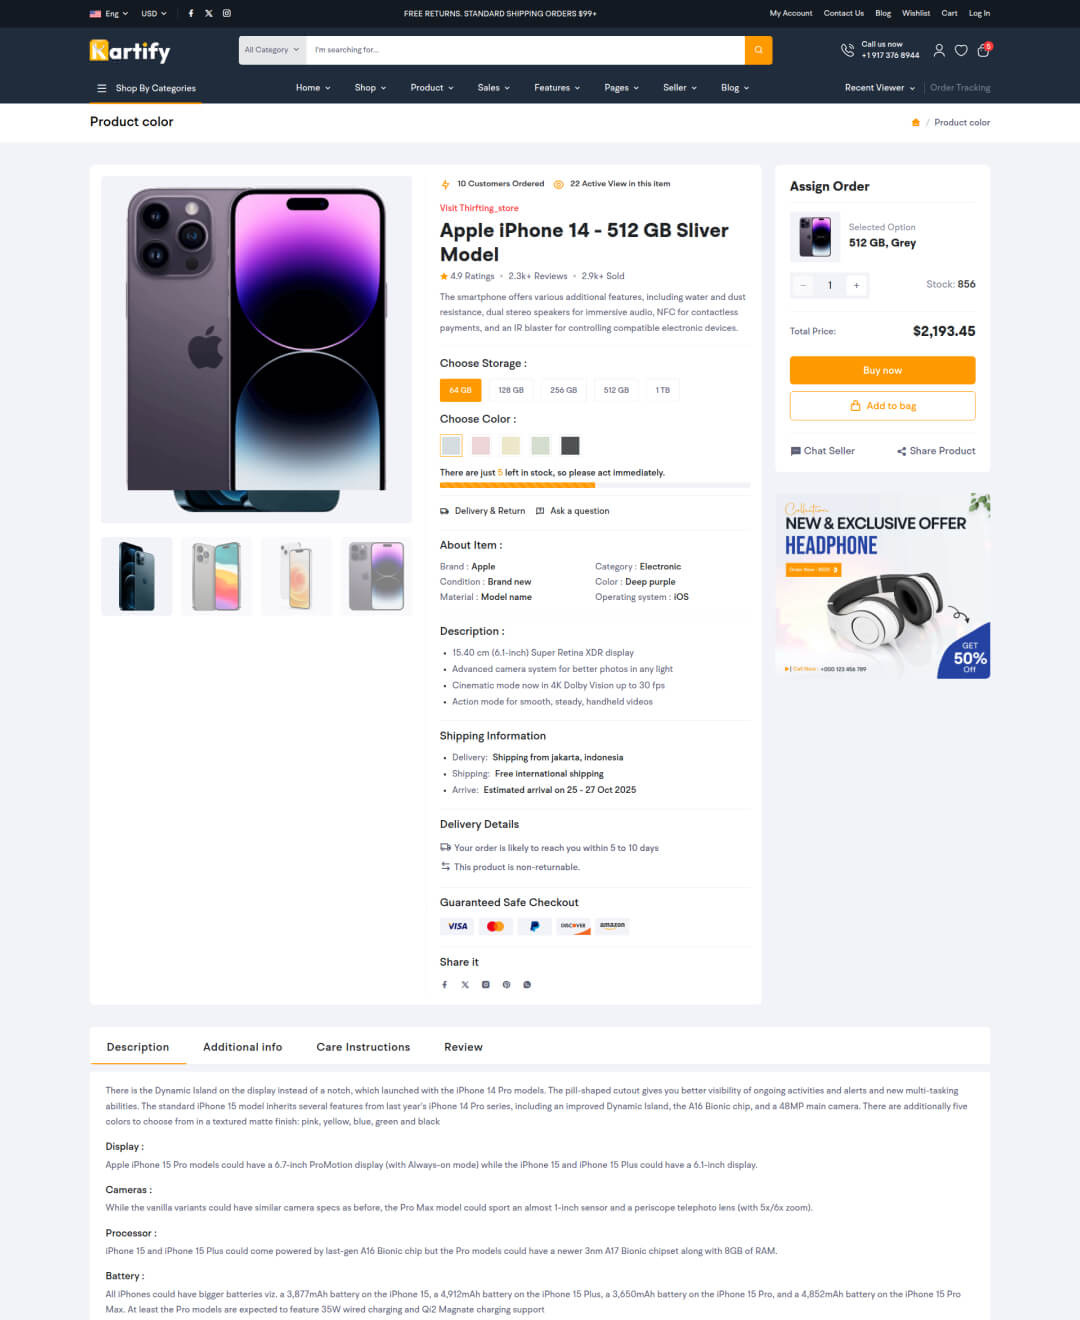 Eng USD FREE RETURNS. STANDARD SHIPPING ORDERS $99+ My Account Contact Us Blog Wishlist Cart Log In
Kartify
All Category I'm searching for...
Call us now
+1 917 376 8944
5
Shop By Categories Home Shop Product Sales Features Pages Seller Blog Recent Viewer Order Tracking
Product color
/ Product color
10 Customers Ordered 22 Active View in this item
Visit Thirfting_store
Apple iPhone 14 - 512 GB Sliver
Model
4.9 Ratings • 2.3k+ Reviews • 2.9k+ Sold
The smartphone offers various additional features, including water and dust
resistance, dual stereo speakers for immersive audio, NFC for contactless
payments, and an IR blaster for controlling compatible electronic devices.
Choose Storage :
64 GB 128 GB 256 GB 512 GB 1 TB
Choose Color :
There are just 5 left in stock, so please act immediately.
Delivery & Return Ask a question
About Item :
Brand : Apple Category : Electronic
Condition : Brand new Color : Deep purple
Material : Model name Operating system : iOS
Description :
• 15.40 cm (6.1-inch) Super Retina XDR display
• Advanced camera system for better photos in any light
• Cinematic mode now in 4K Dolby Vision up to 30 fps
• Action mode for smooth, steady, handheld videos
Shipping Information
• Delivery: Shipping from jakarta, indonesia
• Shipping: Free international shipping
• Arrive: Estimated arrival on 25 - 27 Oct 2025
Delivery Details
Your order is likely to reach you within 5 to 10 days
This product is non-returnable.
Guaranteed Safe Checkout
VISA DISCOVER amazon
Share it
Assign Order
Selected Option
512 GB, Grey
− 1 + Stock: 856
Total Price: $2,193.45
Buy now
Add to bag
Chat Seller Share Product
Collection
NEW & EXCLUSIVE OFFER
HEADPHONE
GET
50%
Off
Call Now : +000 123 456 789
Description Additional info Care Instructions Review
There is the Dynamic Island on the display instead of a notch, which launched with the iPhone 14 Pro models. The pill-shaped cutout gives you better visibility of ongoing activities and alerts and new multi-tasking
abilities. The standard iPhone 15 model inherits several features from last year's iPhone 14 Pro series, including an improved Dynamic Island, the A16 Bionic chip, and a 48MP main camera. There are additionally five
colors to choose from in a textured matte finish: pink, yellow, blue, green and black
Display :
Apple iPhone 15 Pro models could have a 6.7-inch ProMotion display (with Always-on mode) while the iPhone 15 and iPhone 15 Plus could have a 6.1-inch display.
Cameras :
While the vanilla variants could have similar camera specs as before, the Pro Max model could sport an almost 1-inch sensor and a periscope telephoto lens (with 5x/6x zoom).
Processor :
iPhone 15 and iPhone 15 Plus could come powered by last-gen A16 Bionic chip but the Pro models could have a newer 3nm A17 Bionic chipset along with 8GB of RAM.
Battery :
All iPhones could have bigger batteries viz. a 3,877mAh battery on the iPhone 15, a 4,912mAh battery on the iPhone 15 Plus, a 3,650mAh battery on the iPhone 15 Pro, and a 4,852mAh battery on the iPhone 15 Pro
Max. At least the Pro models are expected to feature 35W wired charging and Qi2 Magnate charging support